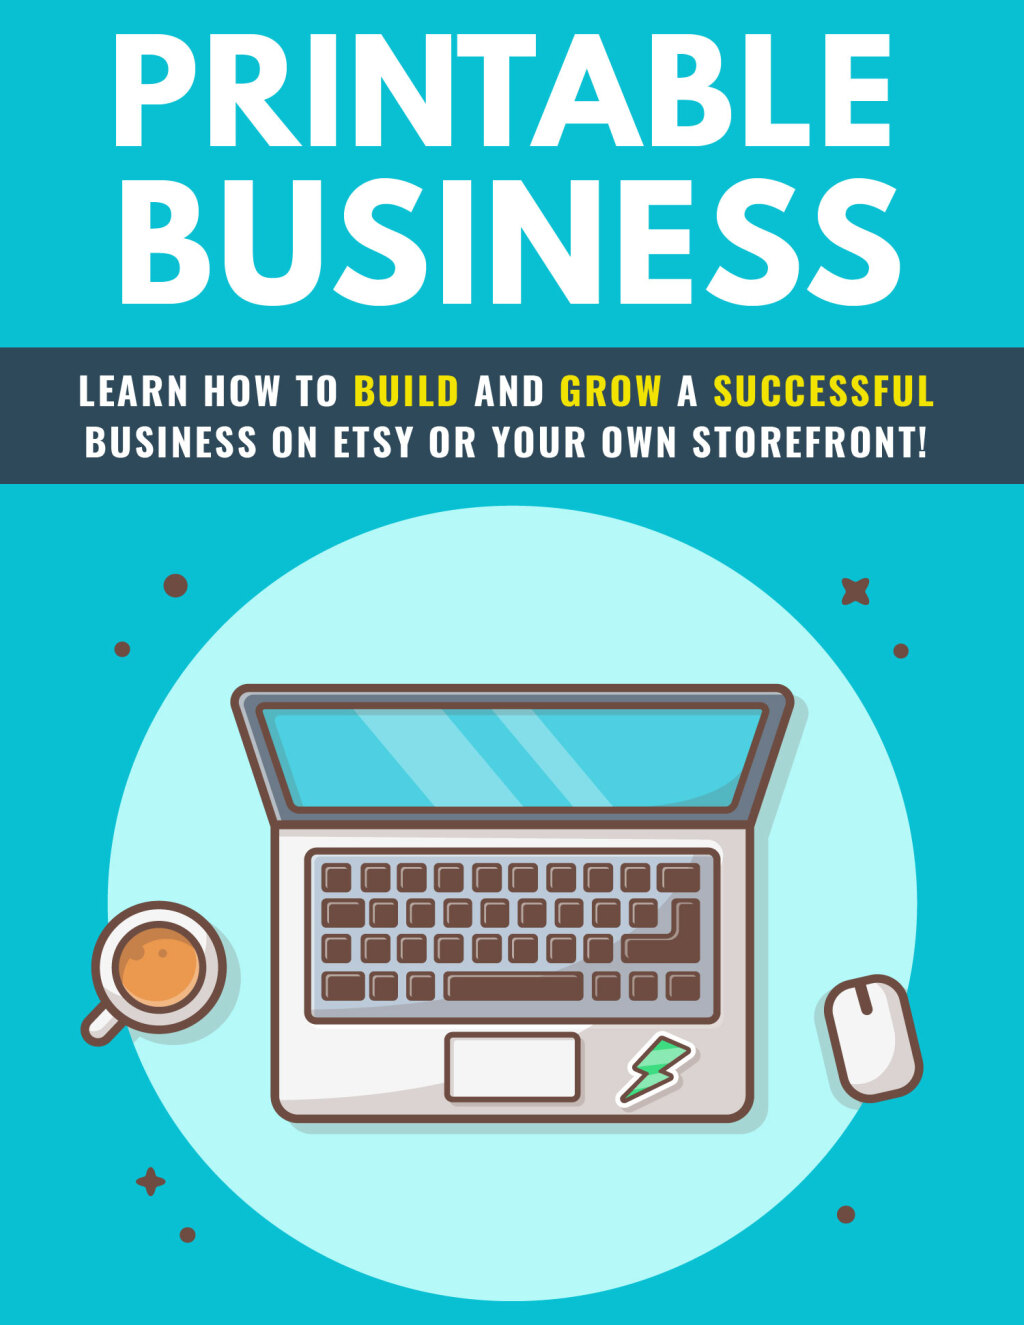 PRINTABLE
BUSINESS
LEARN HOW TO BUILD AND GROW A SUCCESSFUL
BUSINESS ON ETSY OR YOUR OWN STOREFRONT!